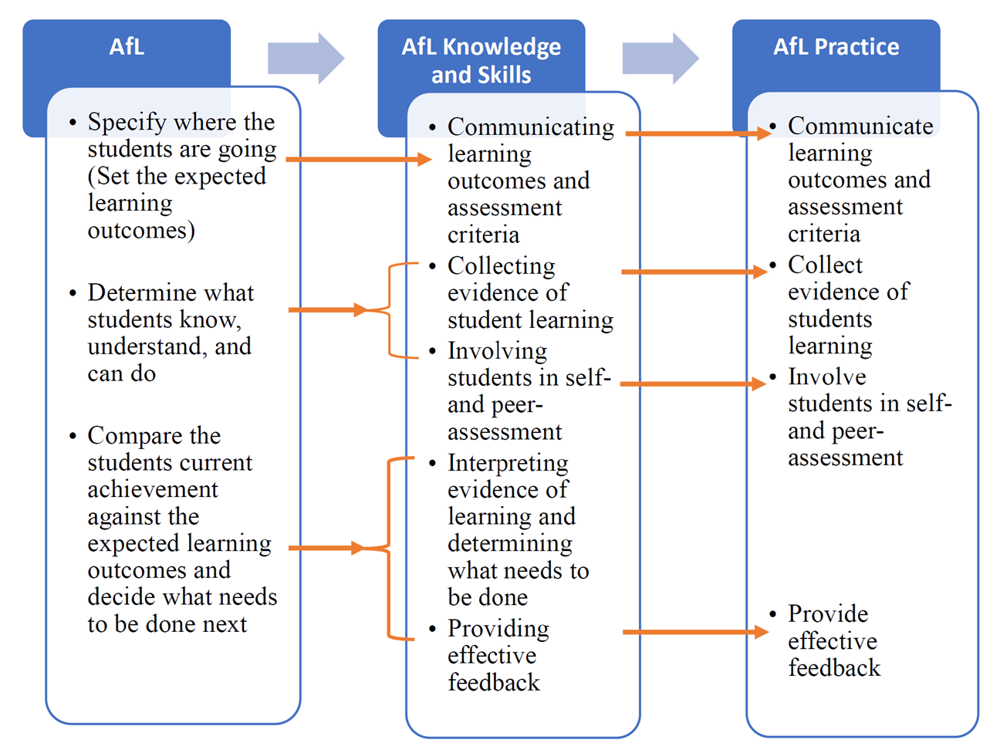 AfL
• Specify where the
students are going
(Set the expected
learning
outcomes)
• Determine what
students know,
understand, and
can do
• Compare the
students current
achievement
against the
expected learning
outcomes and
decide what needs
to be done next
AfL Knowledge
and Skills
• Communicating
learning
outcomes and
assessment
criteria
• Collecting
evidence of
student learning
• Involving
students in self-
and peer-
assessment
• Interpreting
evidence of
learning and
determining
what needs to
be done
• Providing
effective
feedback
AfL Practice
• Communicate
learning
outcomes and
assessment
criteria
• Collect
evidence of
students
learning
• Involve
students in self-
and peer-
assessment
• Provide
effective
feedback